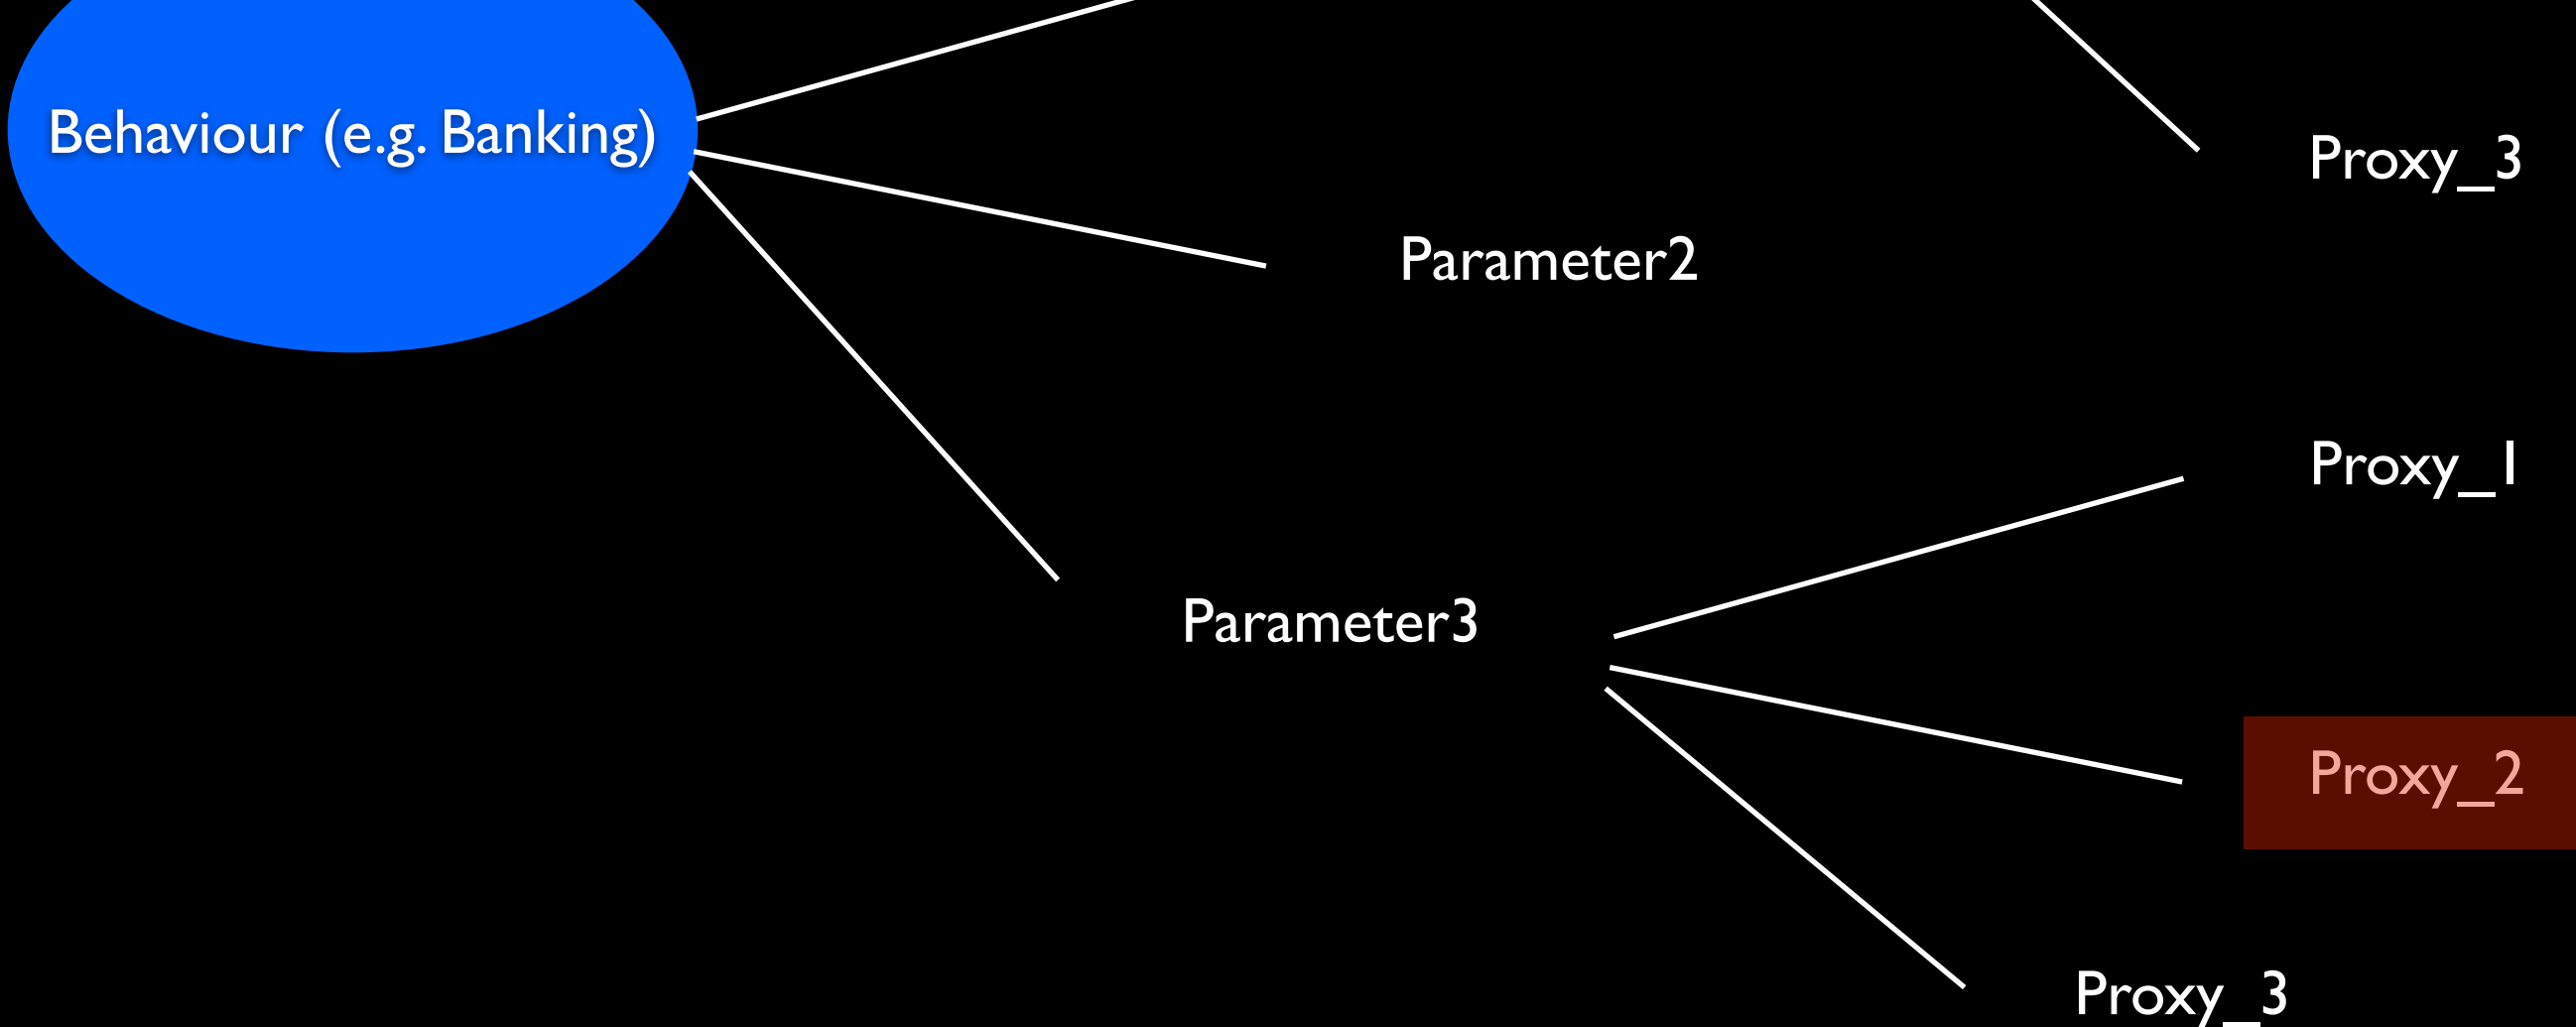 Behaviour (e.g. Banking)
Proxy_3
Parameter2
Proxy_1
Parameter3
Proxy_2
Proxy_3